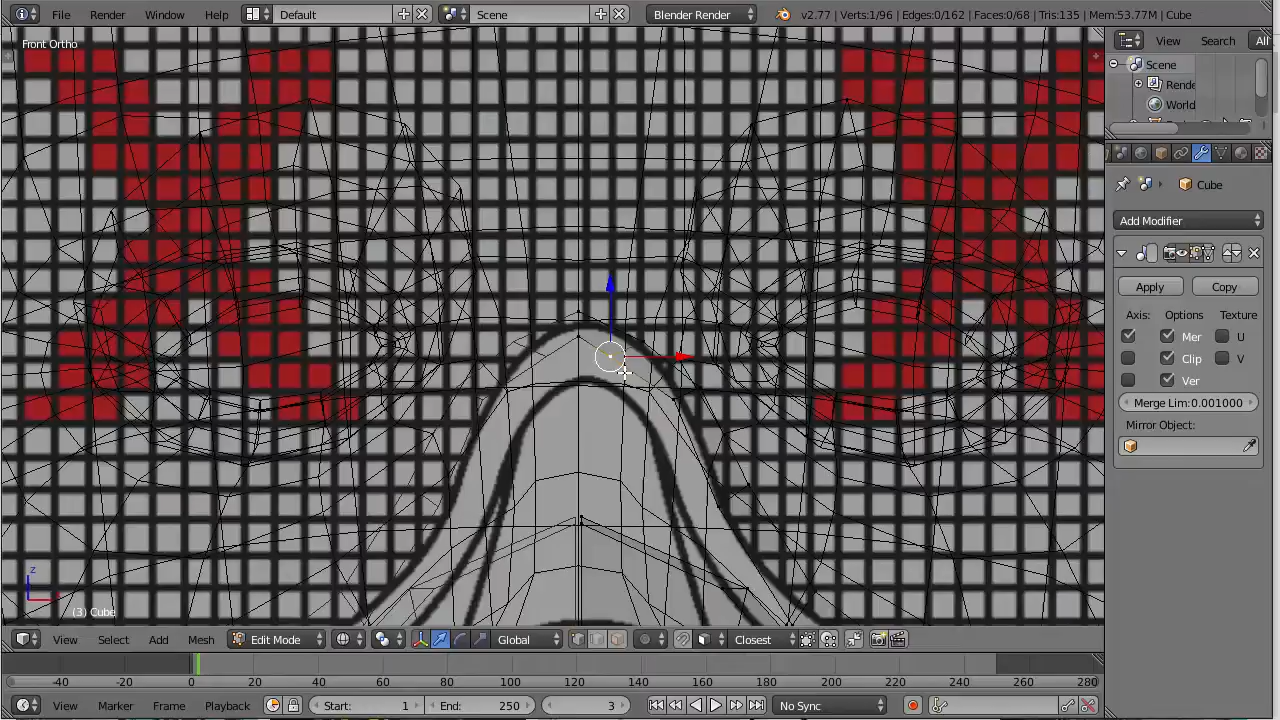 File Render Window Help Default Scene Blender Render v2.77 | Verts:1/96 | Edges:0/162 | Faces:0/68 | Tris:135 | Mem:53.77M | Cube
Front Ortho
View Search All
Scene
Rende
World
Cube
Add Modifier
Apply Copy
Axis: Options Texture
Mer U
Clip V
Ver
Merge Lim:0.001000
Mirror Object:
z
(3) Cube
View Select Add Mesh Edit Mode Global Closest
-40 -20 0 20 40 60 80 100 120 140 160 180 200 220 240 260 280
View Marker Frame Playback Start: 1 End: 250 3 No Sync